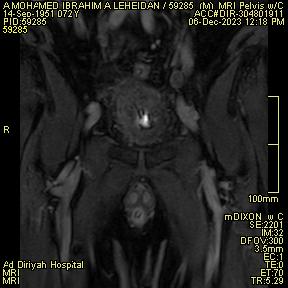 A MOHAMED IBRAHIM A LEHEIDAN / 59285 (M) MRI Pelvis w/C
14-Sep-1951 072Y ACC#DIR-304801911
PID:59285 06-Dec-2023 12:18 PM
59285
R
100mm
mDIXON_w C
SE:2201
IM:32
DFOV:300
3.5mm
EC:1
Ad Diriyah Hospital TE:0
MRI ET:70
MRI TR:5.29